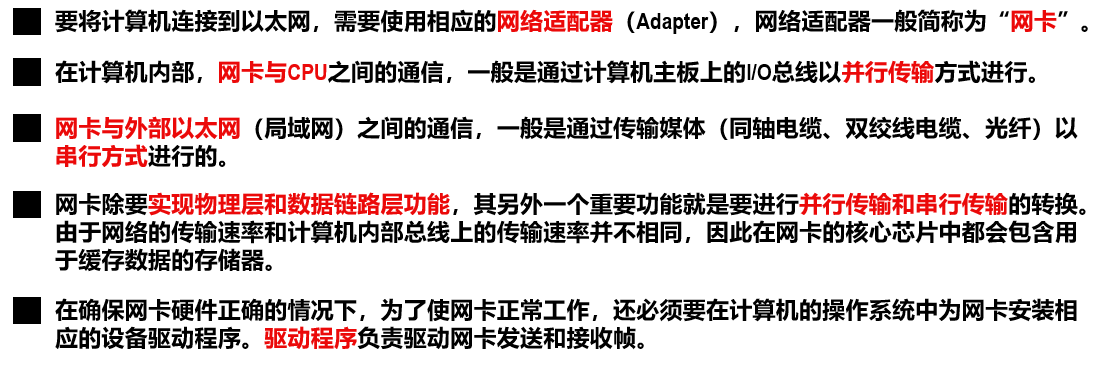 要将计算机连接到以太网，需要使用相应的网络适配器（Adapter），网络适配器一般简称为“网卡”。
在计算机内部，网卡与CPU之间的通信，一般是通过计算机主板上的I/O总线以并行传输方式进行。
网卡与外部以太网（局域网）之间的通信，一般是通过传输媒体（同轴电缆、双绞线电缆、光纤）以
串行方式进行的。
网卡除要实现物理层和数据链路层功能，其另外一个重要功能就是要进行并行传输和串行传输的转换。
由于网络的传输速率和计算机内部总线上的传输速率并不相同，因此在网卡的核心芯片中都会包含用
于缓存数据的存储器。
在确保网卡硬件正确的情况下，为了使网卡正常工作，还必须要在计算机的操作系统中为网卡安装相
应的设备驱动程序。驱动程序负责驱动网卡发送和接收帧。